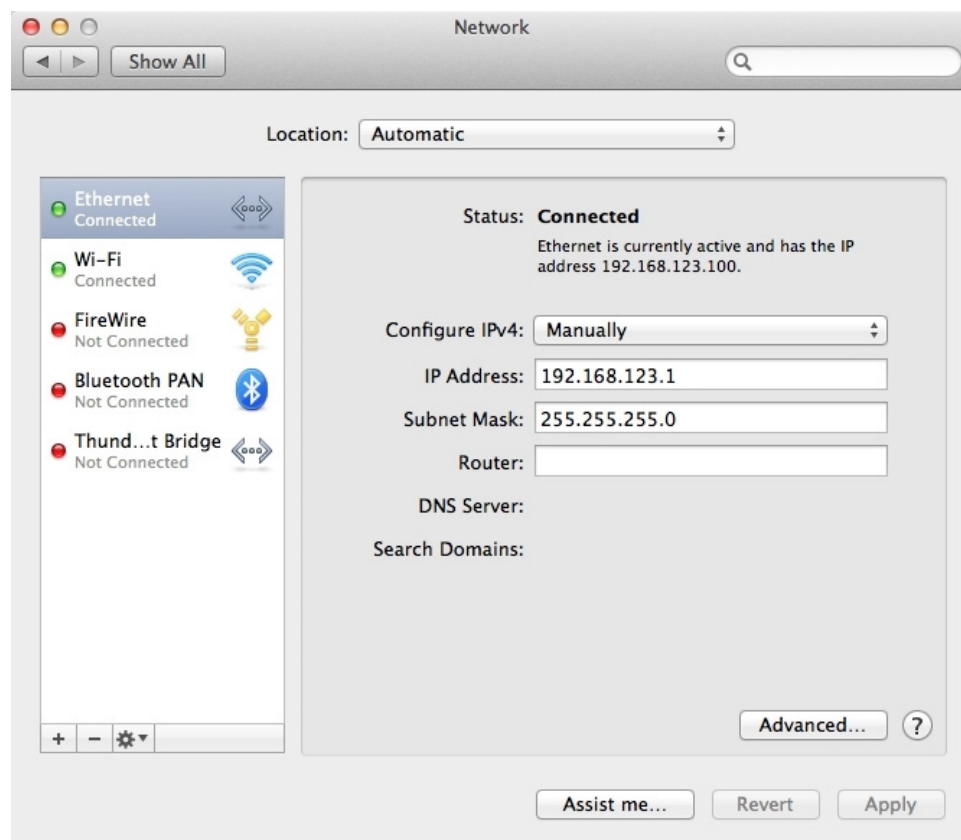 Network
Show All
Location: Automatic
Ethernet
Connected
Wi-Fi
Connected
FireWire
Not Connected
Bluetooth PAN
Not Connected
Thund...t Bridge
Not Connected
Status: Connected
Ethernet is currently active and has the IP
address 192.168.123.100.
Configure IPv4: Manually
IP Address: 192.168.123.1
Subnet Mask: 255.255.255.0
Router:
DNS Server:
Search Domains:
Advanced... ?
Assist me... Revert Apply